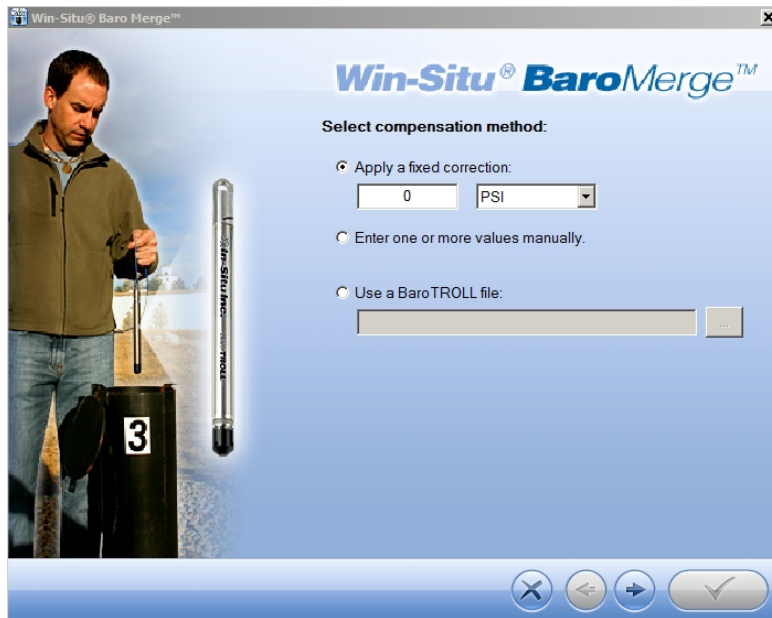 Win-Situ® Baro Merge™
Win-Situ® BaroMerge™
Select compensation method:
Apply a fixed correction:
0 PSI
Enter one or more values manually.
Use a BaroTROLL file:
...
In-Situ Inc.
TROLL
3